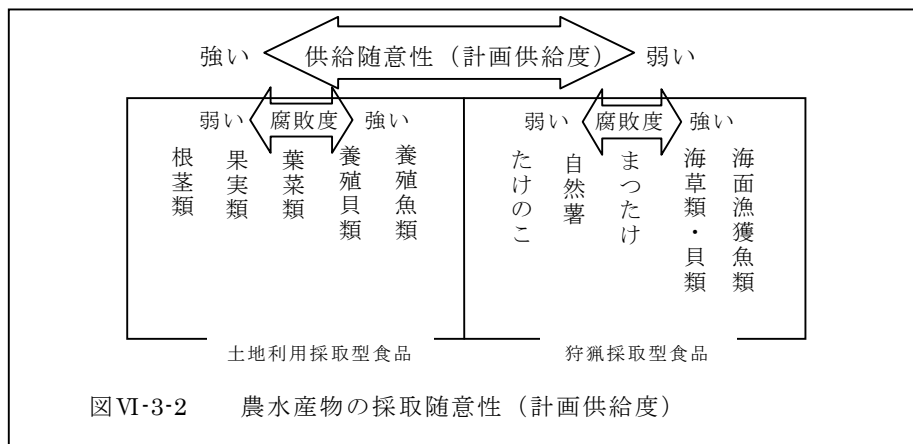 強い 供給随意性（計画供給度） 弱い
弱い 腐敗度 強い
根茎類
果実類
葉菜類
養殖貝類
養殖魚類
土地利用採取型食品
弱い 腐敗度 強い
たけのこ
自然薯
まつたけ
海草類・貝類
海面漁獲魚類
狩猟採取型食品
図Ⅵ-3-2 農水産物の採取随意性（計画供給度）